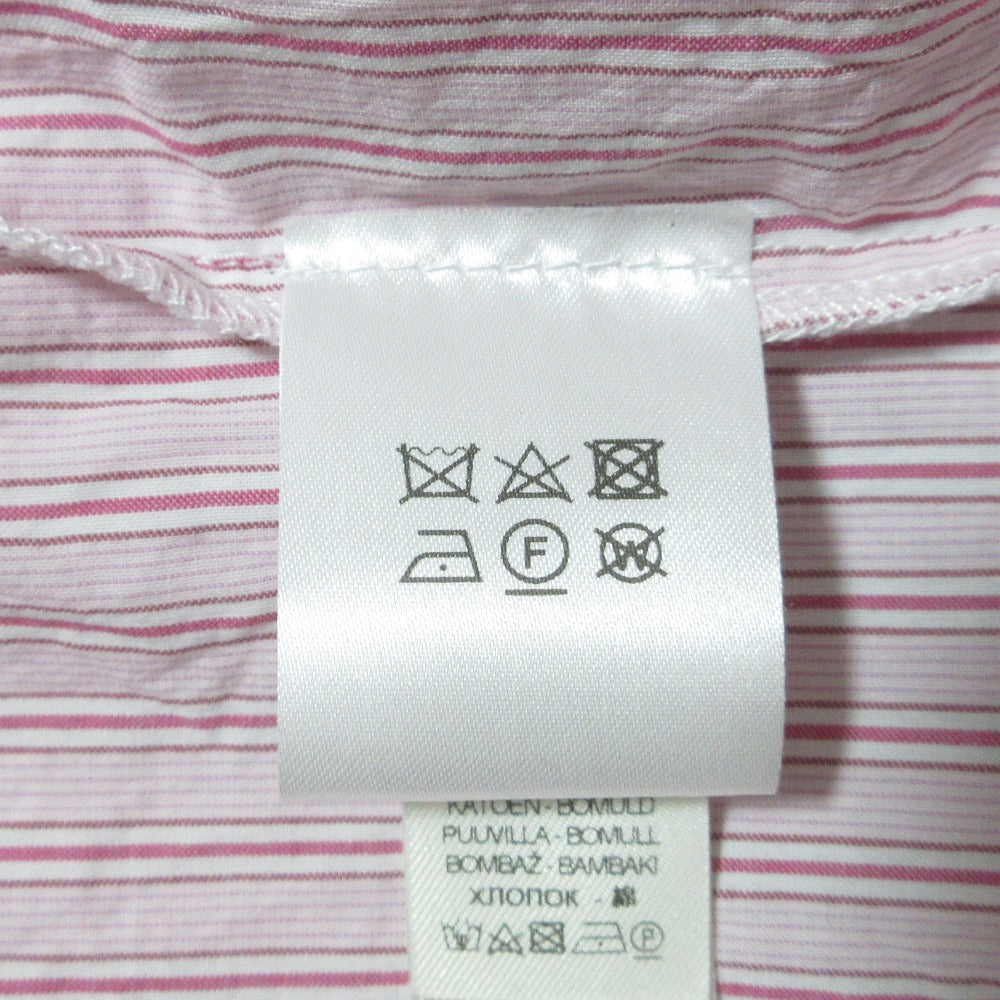 F W
KATOEN - BOMULD
PUUVILLA - BOMULL
BOMBAŽ - BAMBAKI
ХЛОПОК - 綿
P